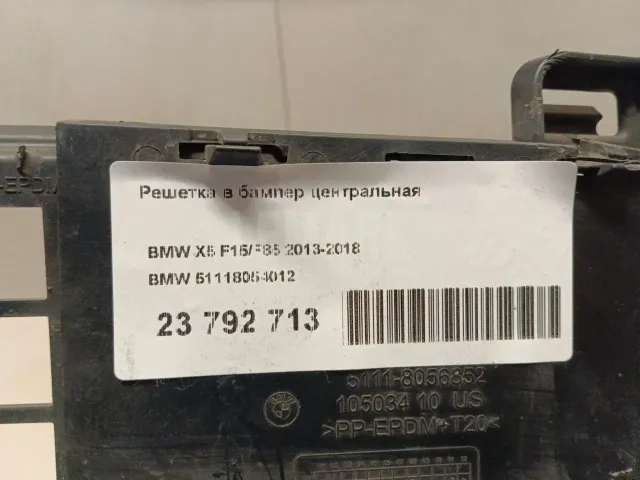 Решетка в бампер центральная
BMW X5 F15/F85 2013-2018
BMW 51118054012
23 792 713
5111-8056852
105034 10 US
>PP-EPDM+T20<